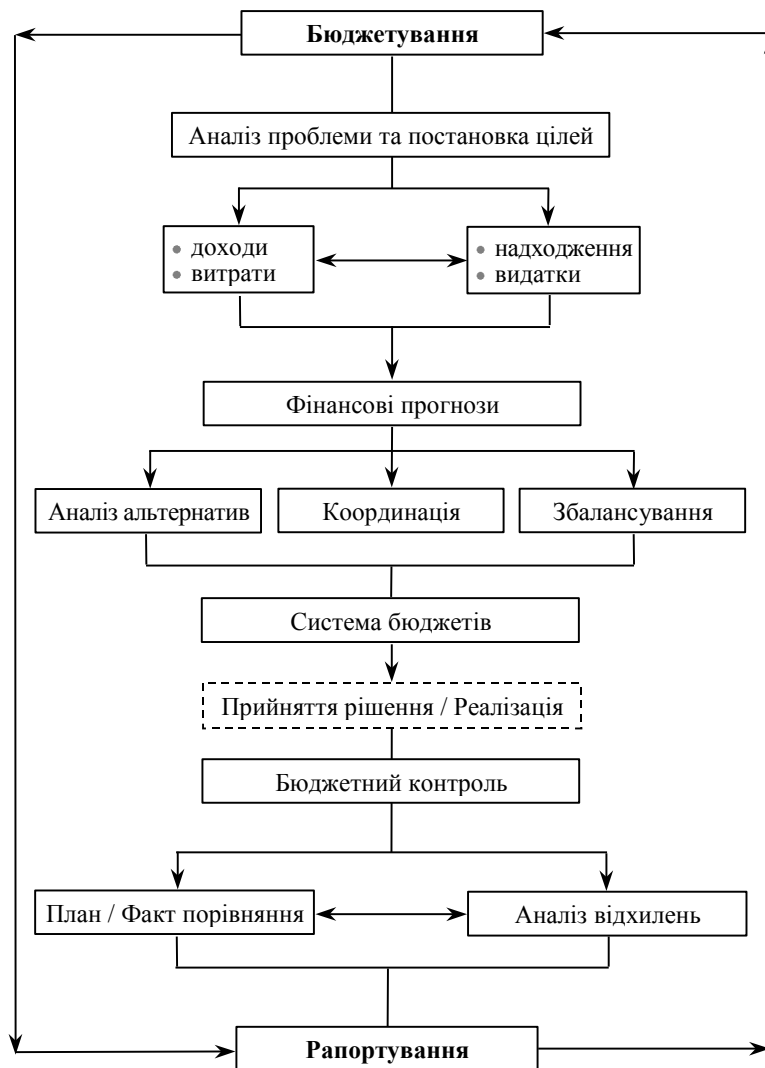 Бюджетування
Аналіз проблеми та постановка цілей
• доходи
• витрати
• надходження
• видатки
Фінансові прогнози
Аналіз альтернатив
Координація
Збалансування
Система бюджетів
Прийняття рішення / Реалізація
Бюджетний контроль
План / Факт порівняння
Аналіз відхилень
Рапортування